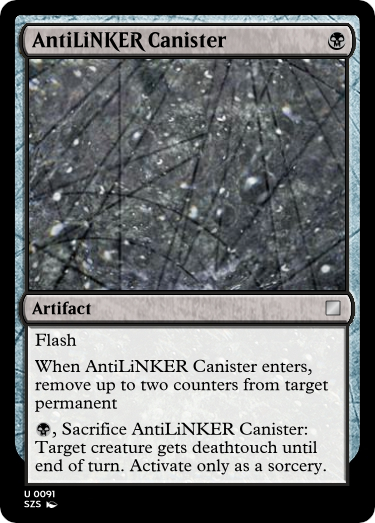 AntiLiNKER Canister
Artifact
Flash
When AntiLiNKER Canister enters,
remove up to two counters from target
permanent
, Sacrifice AntiLiNKER Canister:
Target creature gets deathtouch until
end of turn. Activate only as a sorcery.
U 0091
SZS